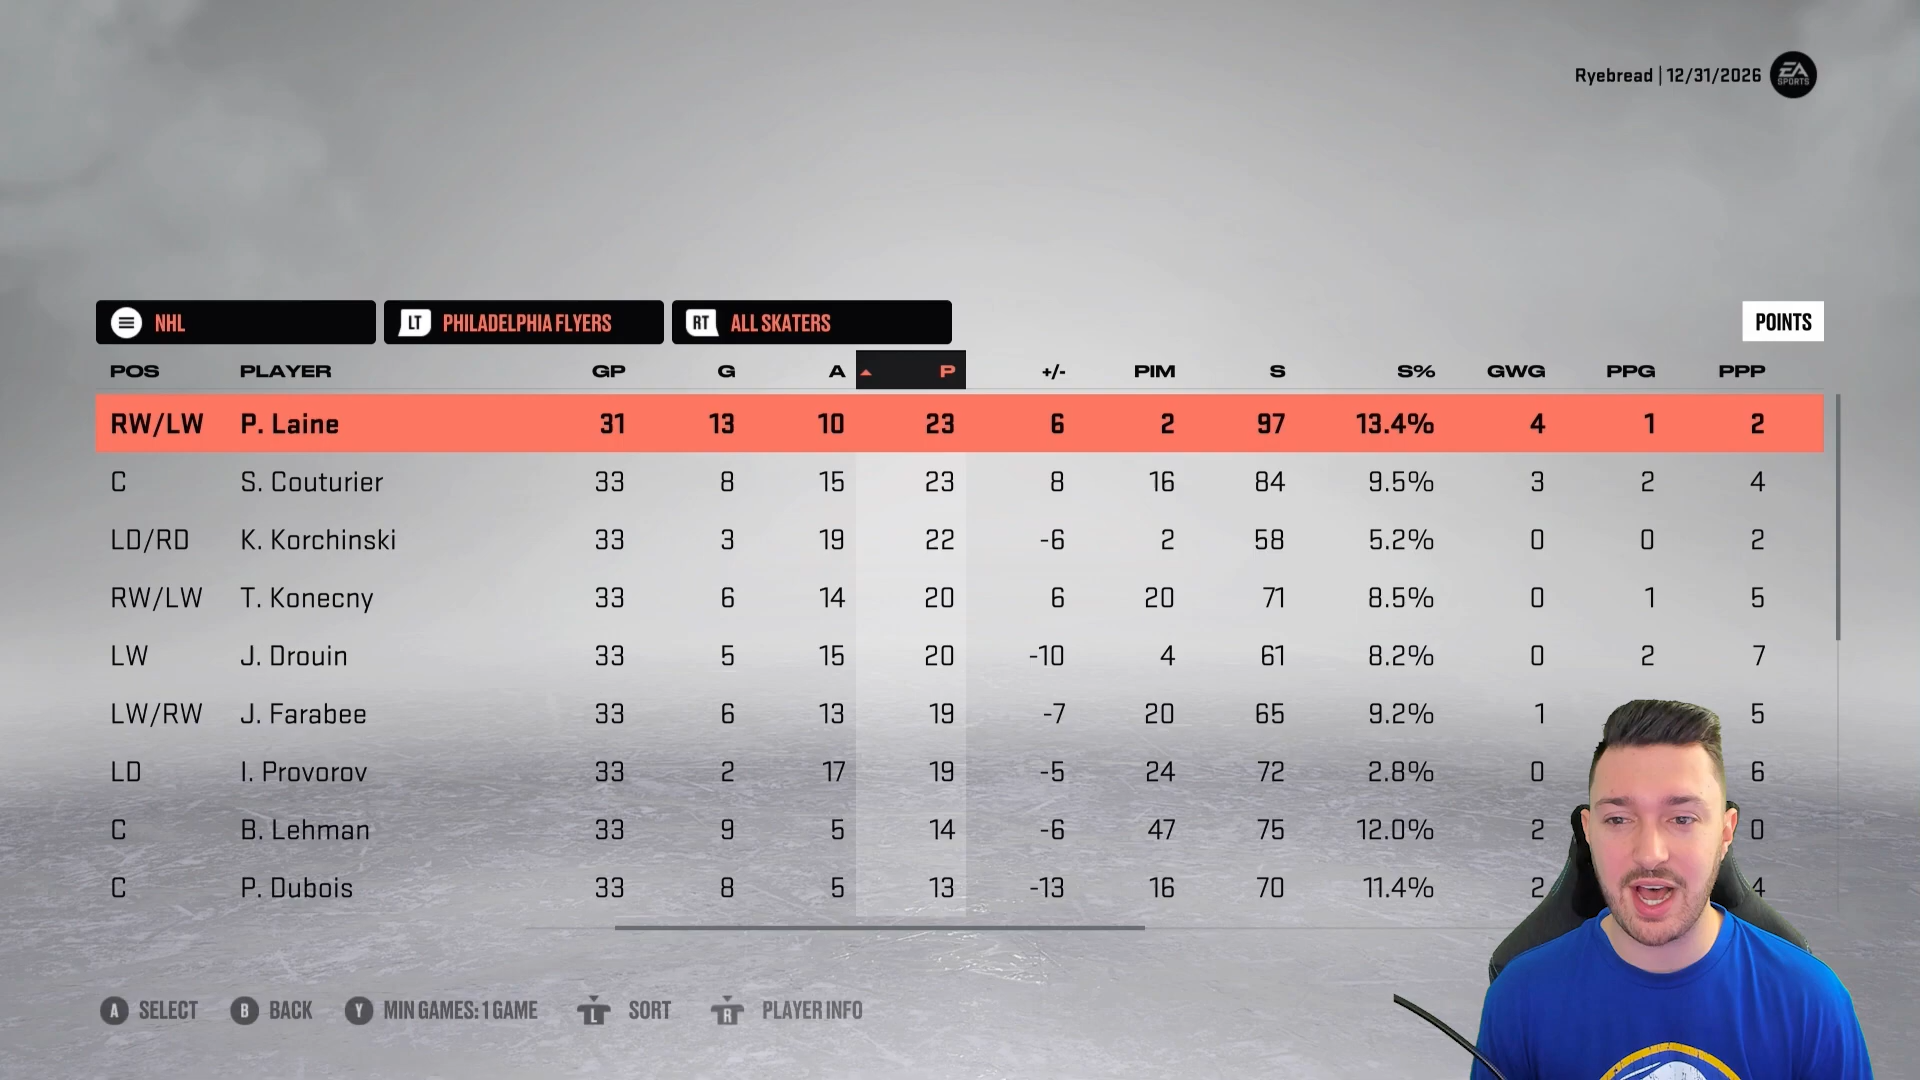 Ryebread | 12/31/2026 EA SPORTS
NHL LT PHILADELPHIA FLYERS RT ALL SKATERS POINTS
POS PLAYER GP G A P +/- PIM S S% GWG PPG PPP
RW/LW P. Laine 31 13 10 23 6 2 97 13.4% 4 1 2
C S. Couturier 33 8 15 23 8 16 84 9.5% 3 2 4
LD/RD K. Korchinski 33 3 19 22 -6 2 58 5.2% 0 0 2
RW/LW T. Konecny 33 6 14 20 6 20 71 8.5% 0 1 5
LW J. Drouin 33 5 15 20 -10 4 61 8.2% 0 2 7
LW/RW J. Farabee 33 6 13 19 -7 20 65 9.2% 1 5
LD I. Provorov 33 2 17 19 -5 24 72 2.8% 0 6
C B. Lehman 33 9 5 14 -6 47 75 12.0% 2 0
C P. Dubois 33 8 5 13 -13 16 70 11.4% 2 4
A SELECT B BACK Y MIN GAMES: 1 GAME L SORT R PLAYER INFO